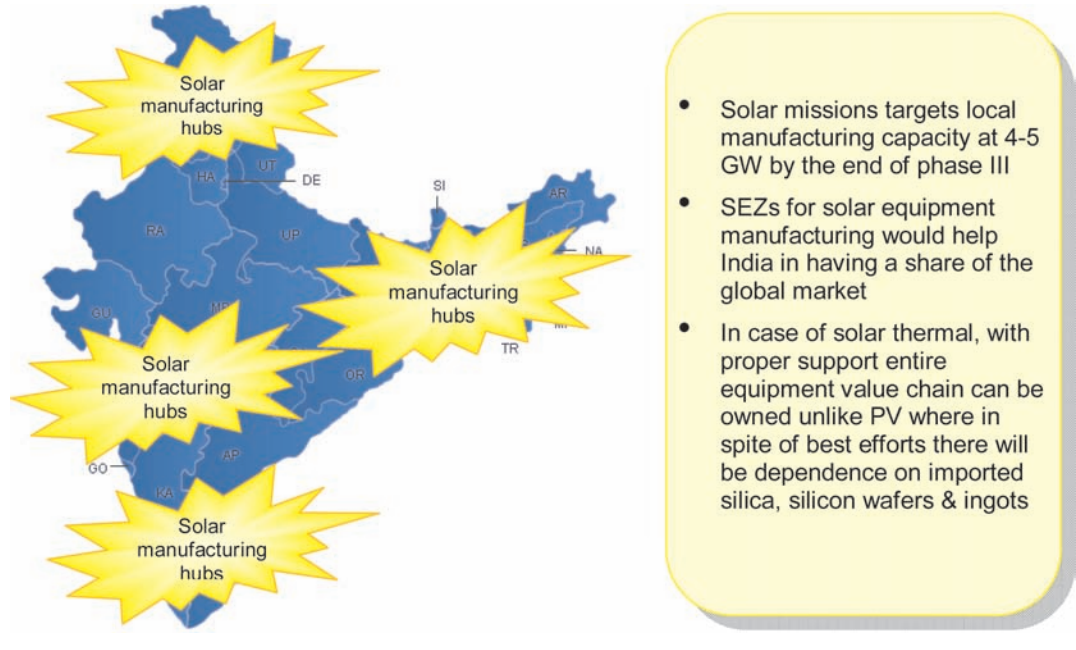 Solar
manufacturing
hubs
UT
HA
DE
SI
AR
RA
UP
NA
Solar
manufacturing
hubs
GU
TR
Solar
manufacturing
hubs
OR
GO
AP
KA
Solar
manufacturing
hubs
• Solar missions targets local
manufacturing capacity at 4-5
GW by the end of phase III
• SEZs for solar equipment
manufacturing would help
India in having a share of the
global market
• In case of solar thermal, with
proper support entire
equipment value chain can be
owned unlike PV where in
spite of best efforts there will
be dependence on imported
silica, silicon wafers & ingots